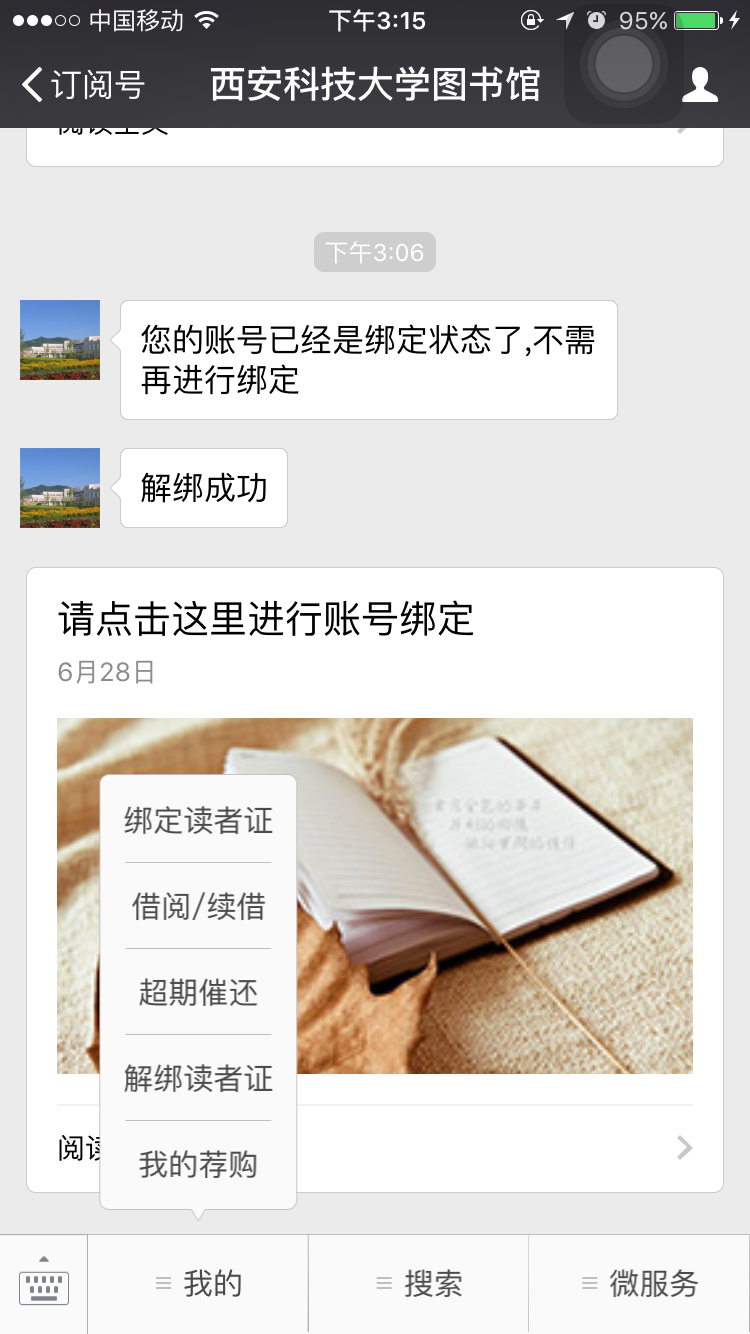 中国移动 下午3:15 95%
订阅号 西安科技大学图书馆
下午3:06
您的账号已经是绑定状态了,不需
再进行绑定
解绑成功
请点击这里进行账号绑定
6月28日
绑定读者证
借阅/续借
超期催还
解绑读者证
阅读
我的荐购
我的 搜索 微服务